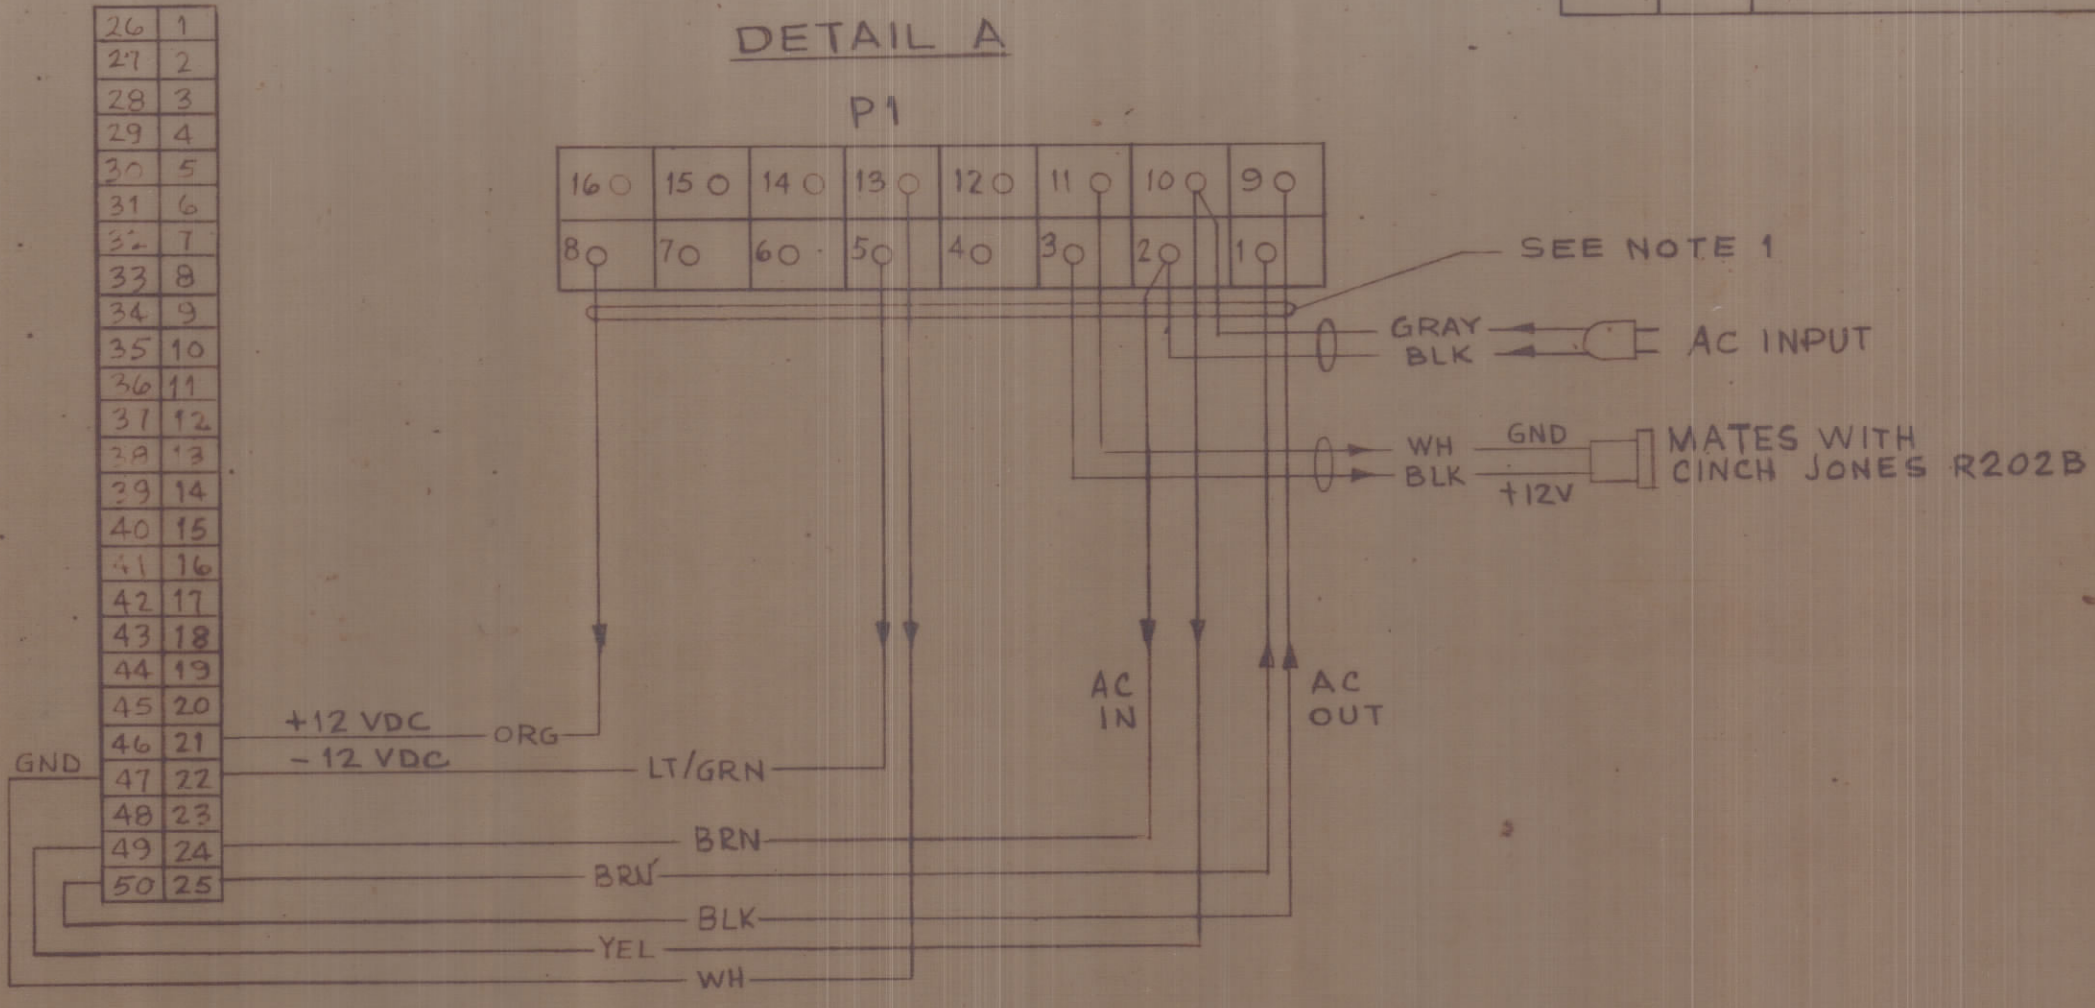 DETAIL A
P1
26 1
27 2
28 3
29 4
30 5
31 6
32 7
33 8
34 9
35 10
36 11
37 12
38 13
39 14
40 15
41 16
42 17
43 18
44 19
45 20
46 21
47 22
48 23
49 24
50 25
16 15 14 13 12 11 10 9
8 7 6 5 4 3 2 1
SEE NOTE 1
GRAY
BLK
AC INPUT
WH GND
BLK +12V
MATES WITH
CINCH JONES R202B
AC
IN
AC
OUT
+12 VDC ORG
-12 VDC LT/GRN
GND
BRN
BRN
BLK
YEL
WH